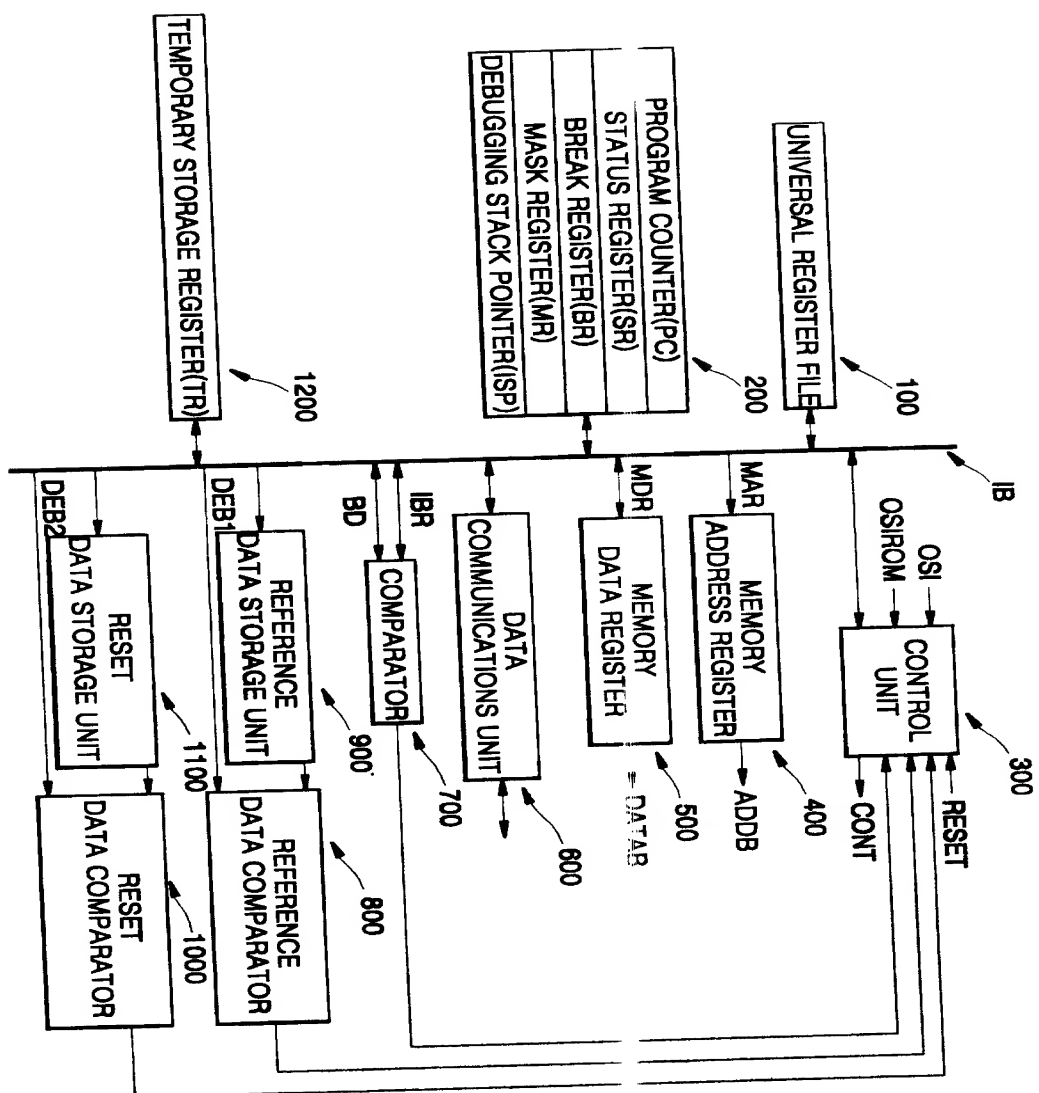 IB
100
UNIVERSAL REGISTER FILE
200
PROGRAM COUNTER(PC)
STATUS REGISTER(SR)
BREAK REGISTER(BR)
MASK REGISTER(MR)
DEBUGGING STACK POINTER(ISP)
1200
TEMPORARY STORAGE REGISTER(TR)
OSI
OSIROM
CONTROL
UNIT
300
RESET
CONT
MAR
MEMORY
ADDRESS REGISTER
400
ADDB
MDR
MEMORY
DATA REGISTER
500
DATAB
DATA
COMMUNICATIONS UNIT
600
IBR
BD
COMPARATOR
700
REFERENCE
DATA STORAGE UNIT
900
DEB1
REFERENCE
DATA COMPARATOR
800
RESET
DATA STORAGE UNIT
1100
DEB2
RESET
DATA COMPARATOR
1000